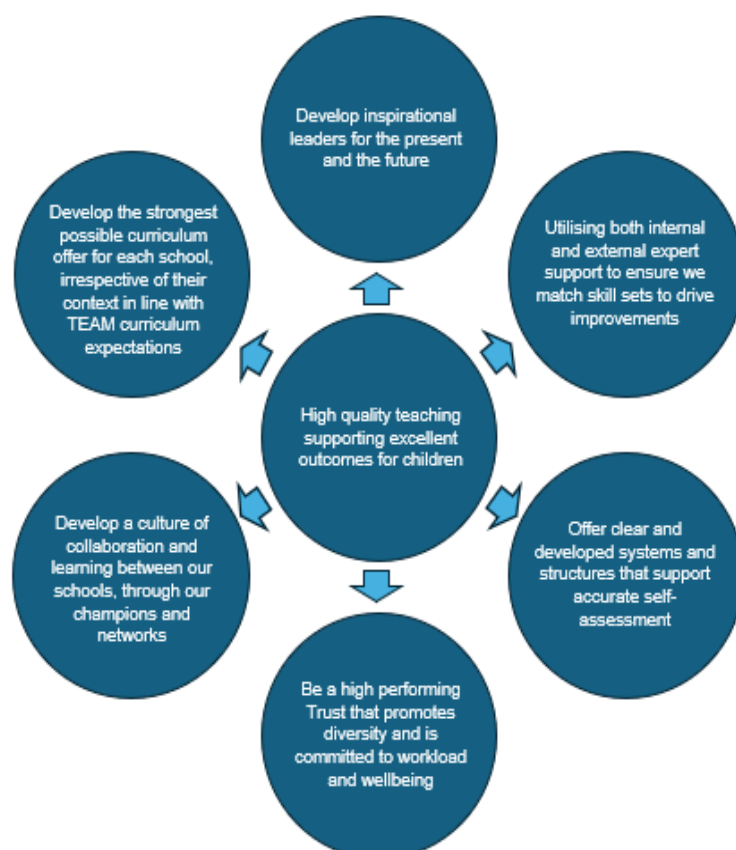 Develop inspirational
leaders for the present
and the future
Develop the strongest
possible curriculum
offer for each school,
irrespective of their
context in line with
TEAM curriculum
expectations
Utilising both internal
and external expert
support to ensure we
match skill sets to drive
improvements
High quality teaching
supporting excellent
outcomes for children
Develop a culture of
collaboration and
learning between our
schools, through our
champions and
networks
Offer clear and
developed systems and
structures that support
accurate self-
assessment
Be a high performing
Trust that promotes
diversity and is
committed to workload
and wellbeing